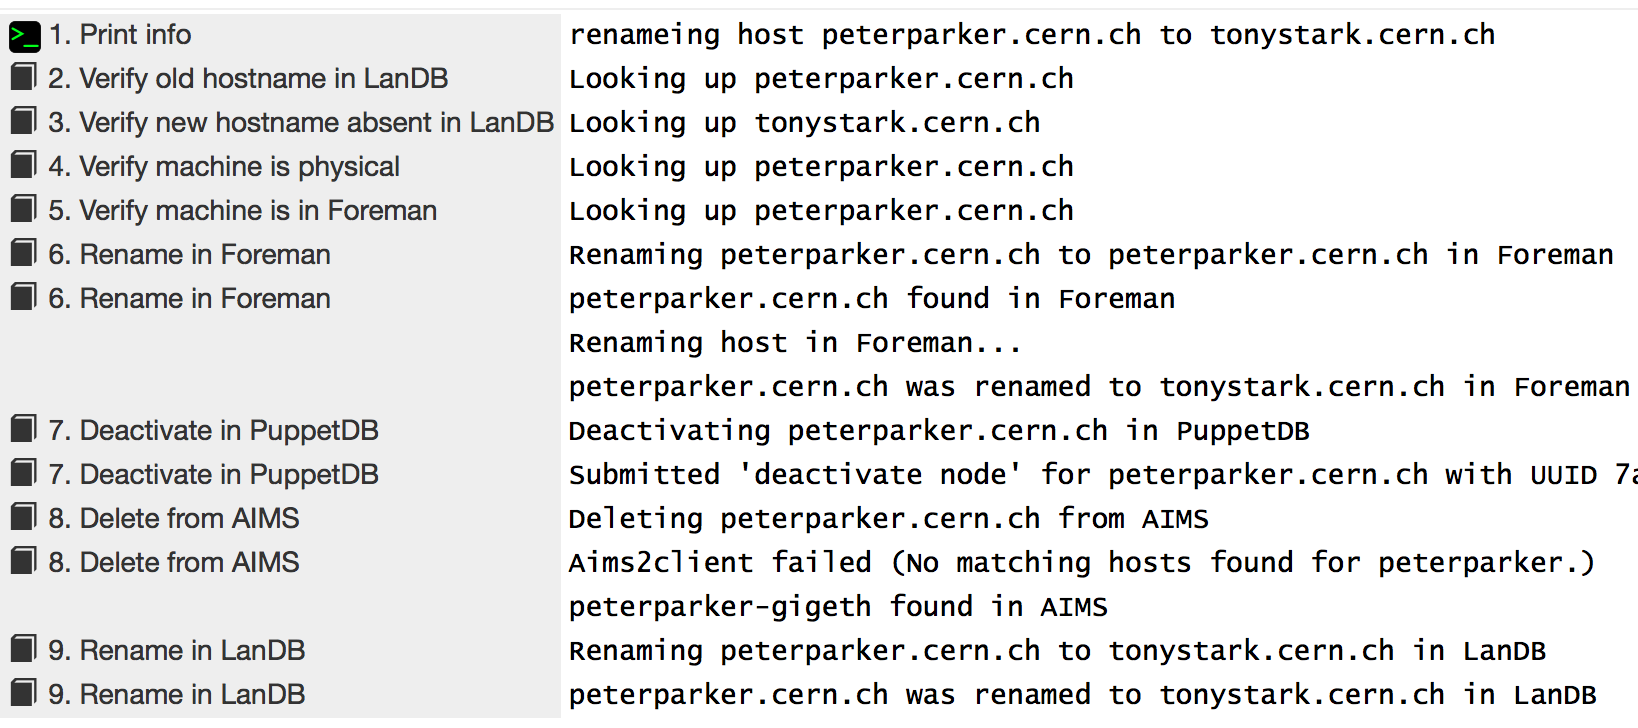 >_ 1. Print info renameing host peterparker.cern.ch to tonystark.cern.ch
2. Verify old hostname in LanDB Looking up peterparker.cern.ch
3. Verify new hostname absent in LanDB Looking up tonystark.cern.ch
4. Verify machine is physical Looking up peterparker.cern.ch
5. Verify machine is in Foreman Looking up peterparker.cern.ch
6. Rename in Foreman Renaming peterparker.cern.ch to peterparker.cern.ch in Foreman
6. Rename in Foreman peterparker.cern.ch found in Foreman
Renaming host in Foreman...
peterparker.cern.ch was renamed to tonystark.cern.ch in Foreman
7. Deactivate in PuppetDB Deactivating peterparker.cern.ch in PuppetDB
7. Deactivate in PuppetDB Submitted 'deactivate node' for peterparker.cern.ch with UUID
8. Delete from AIMS Deleting peterparker.cern.ch from AIMS
8. Delete from AIMS Aims2client failed (No matching hosts found for peterparker.)
peterparker-gigeth found in AIMS
9. Rename in LanDB Renaming peterparker.cern.ch to tonystark.cern.ch in LanDB
9. Rename in LanDB peterparker.cern.ch was renamed to tonystark.cern.ch in LanDB